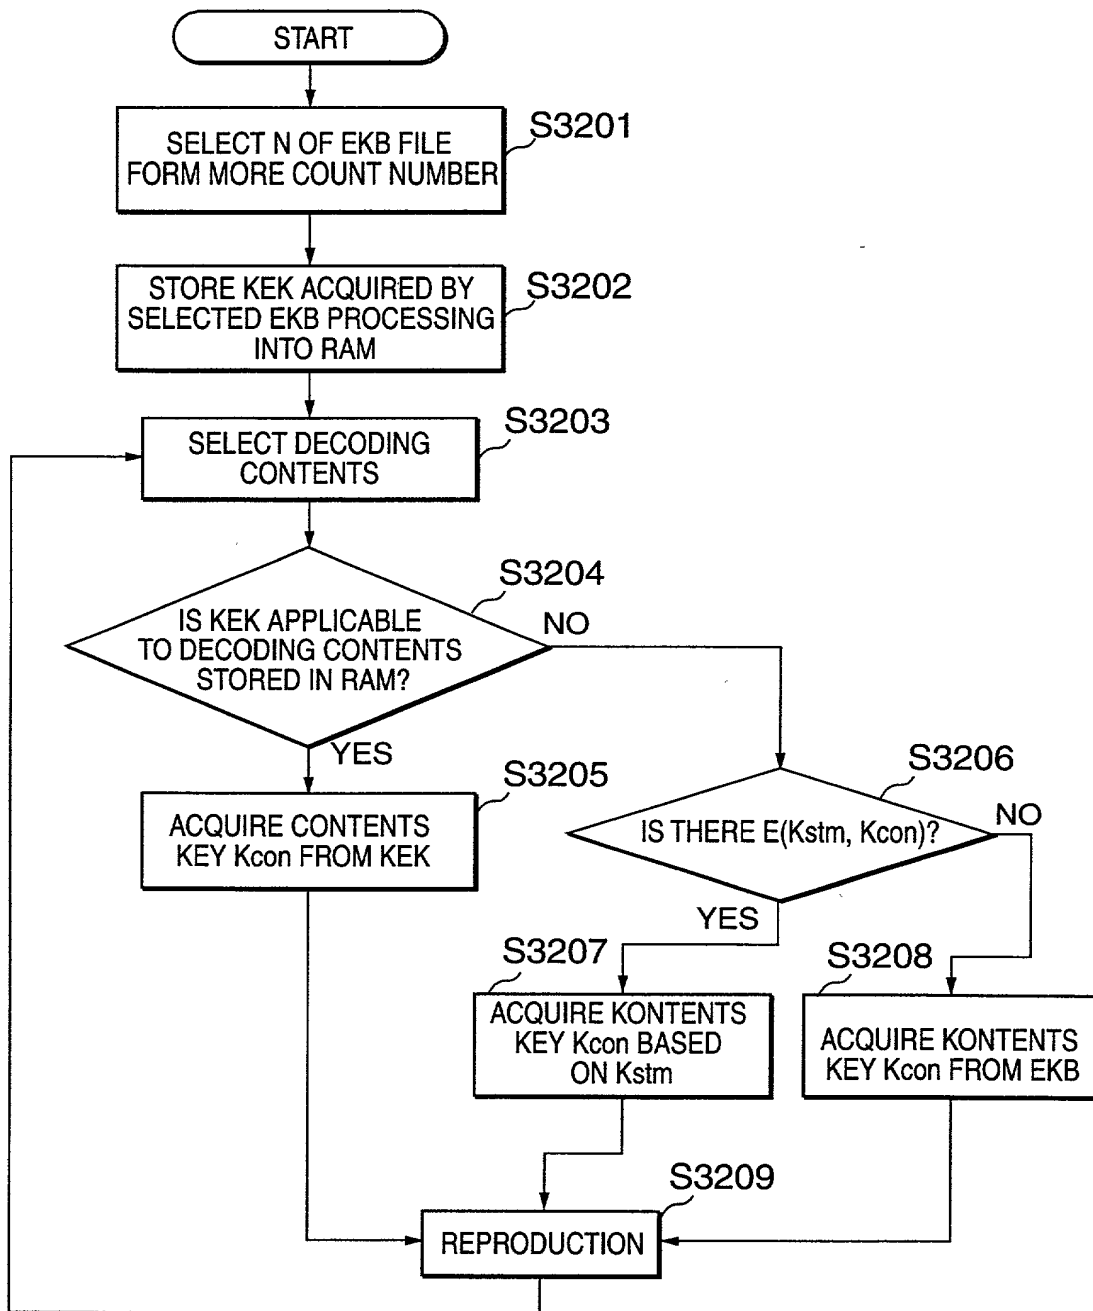 START
S3201
SELECT N OF EKB FILE
FORM MORE COUNT NUMBER
S3202
STORE KEK ACQUIRED BY
SELECTED EKB PROCESSING
INTO RAM
S3203
SELECT DECODING
CONTENTS
S3204
IS KEK APPLICABLE
TO DECODING CONTENTS
STORED IN RAM?
NO
YES
S3205
ACQUIRE CONTENTS
KEY Kcon FROM KEK
S3206
IS THERE E(Kstm, Kcon)?
NO
YES
S3207
ACQUIRE KONTENTS
KEY Kcon BASED
ON Kstm
S3208
ACQUIRE KONTENTS
KEY Kcon FROM EKB
S3209
REPRODUCTION